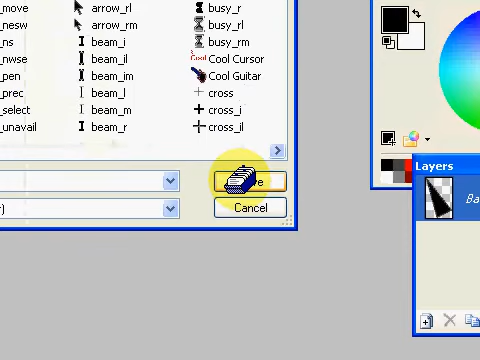 _move arrow_rl busy_r
_nesw arrow_rm busy_rl
_ns beam_i busy_rm
_nwse beam_il Cool Cool Cursor
_pen beam_im Cool Guitar
_prec beam_l cross
_select beam_m cross_i
_unavail beam_r cross_il
Layers
r)
Cancel